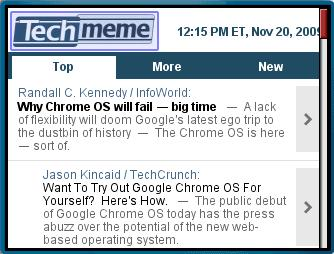 Techmeme
12:15 PM ET, Nov 20, 2009
Top More New
Randall C. Kennedy / InfoWorld:
Why Chrome OS will fail — big time — A lack
of flexibility will doom Google's latest ego trip to
the dustbin of history — The Chrome OS is here
— sort of.
Jason Kincaid / TechCrunch:
Want To Try Out Google Chrome OS For
Yourself? Here's How. — The public debut
of Google Chrome OS today has the press
abuzz over the potential of the new web-
based operating system.